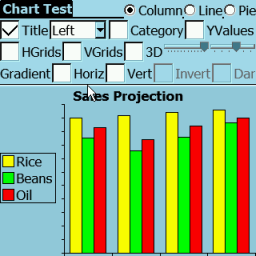 Chart Test Column Line Pie
Title Left Category YValues
HGrids VGrids 3D
Gradient Horiz Vert Invert Dar
Sales Projection
Rice
Beans
Oil